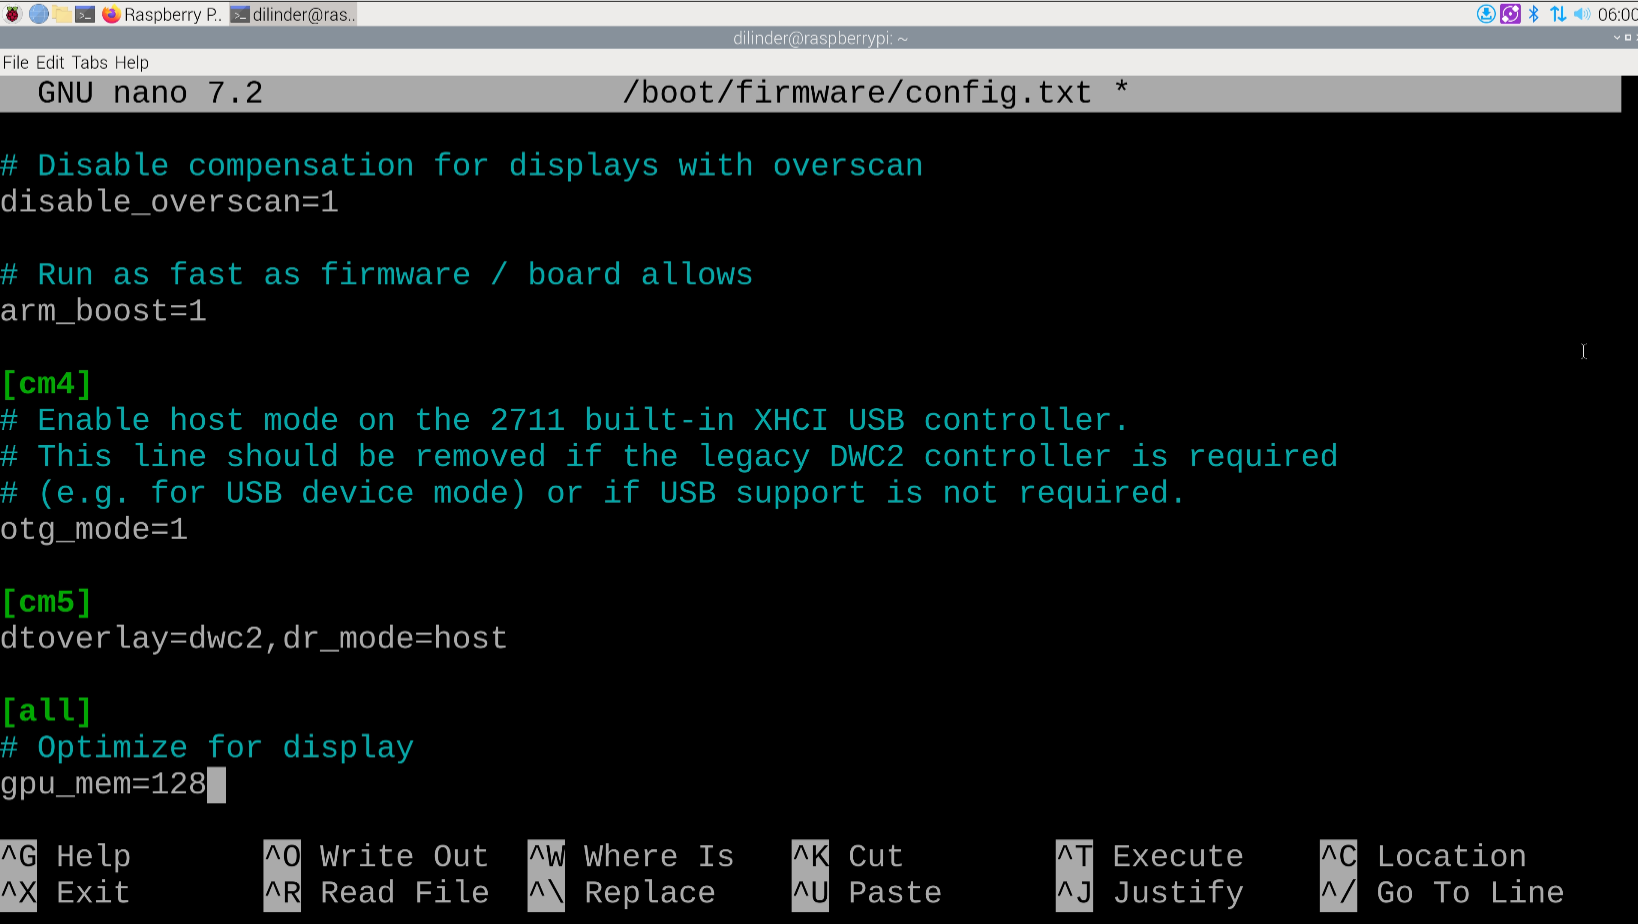 Raspberry P.. dilinder@ras.. 06:00
dilinder@raspberrypi: ~
File Edit Tabs Help
GNU nano 7.2 /boot/firmware/config.txt *
# Disable compensation for displays with overscan
disable_overscan=1
# Run as fast as firmware / board allows
arm_boost=1
[cm4]
# Enable host mode on the 2711 built-in XHCI USB controller.
# This line should be removed if the legacy DWC2 controller is required
# (e.g. for USB device mode) or if USB support is not required.
otg_mode=1
[cm5]
dtoverlay=dwc2,dr_mode=host
[all]
# Optimize for display
gpu_mem=128
^G Help ^O Write Out ^W Where Is ^K Cut ^T Execute ^C Location
^X Exit ^R Read File ^\ Replace ^U Paste ^J Justify ^/ Go To Line